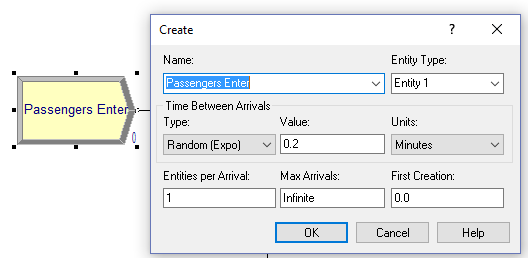 Create
? ×
Name: Entity Type:
Passengers Enter Entity 1
Time Between Arrivals
Type: Value: Units:
Random (Expo) 0.2 Minutes
Entities per Arrival: Max Arrivals: First Creation:
1 Infinite 0.0
OK Cancel Help
Passengers Enter
0